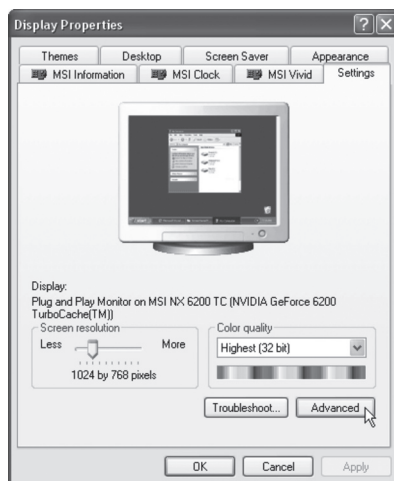 Display Properties
Themes Desktop Screen Saver Appearance
MSI Information MSI Clock MSI Vivid Settings
Display:
Plug and Play Monitor on MSI NX 6200 TC (NVIDIA GeForce 6200
TurboCache(TM))
Screen resolution
Less More
1024 by 768 pixels
Color quality
Highest (32 bit)
Troubleshoot... Advanced
OK Cancel Apply